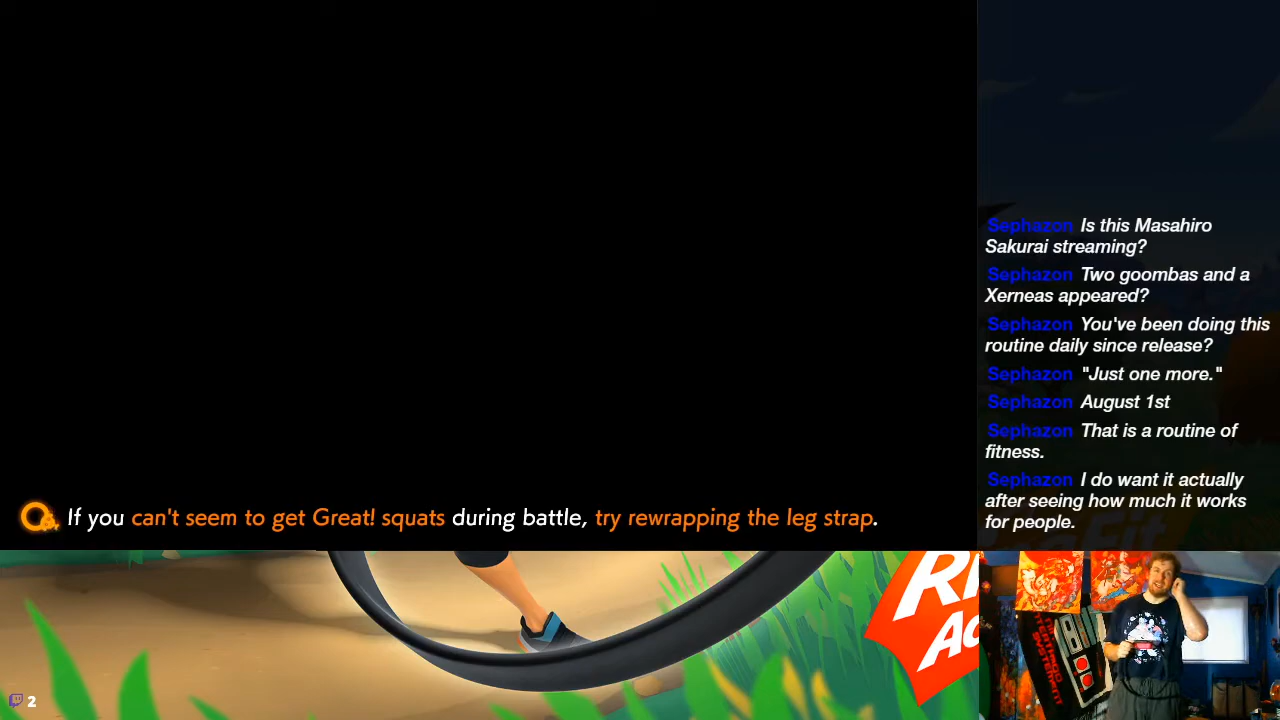 Sephazon Is this Masahiro
Sakurai streaming?
Sephazon Two goombas and a
Xerneas appeared?
Sephazon You've been doing this
routine daily since release?
Sephazon "Just one more."
Sephazon August 1st
Sephazon That is a routine of
fitness.
Sephazon I do want it actually
after seeing how much it works
for people.
If you can't seem to get Great! squats during battle, try rewrapping the leg strap.
2